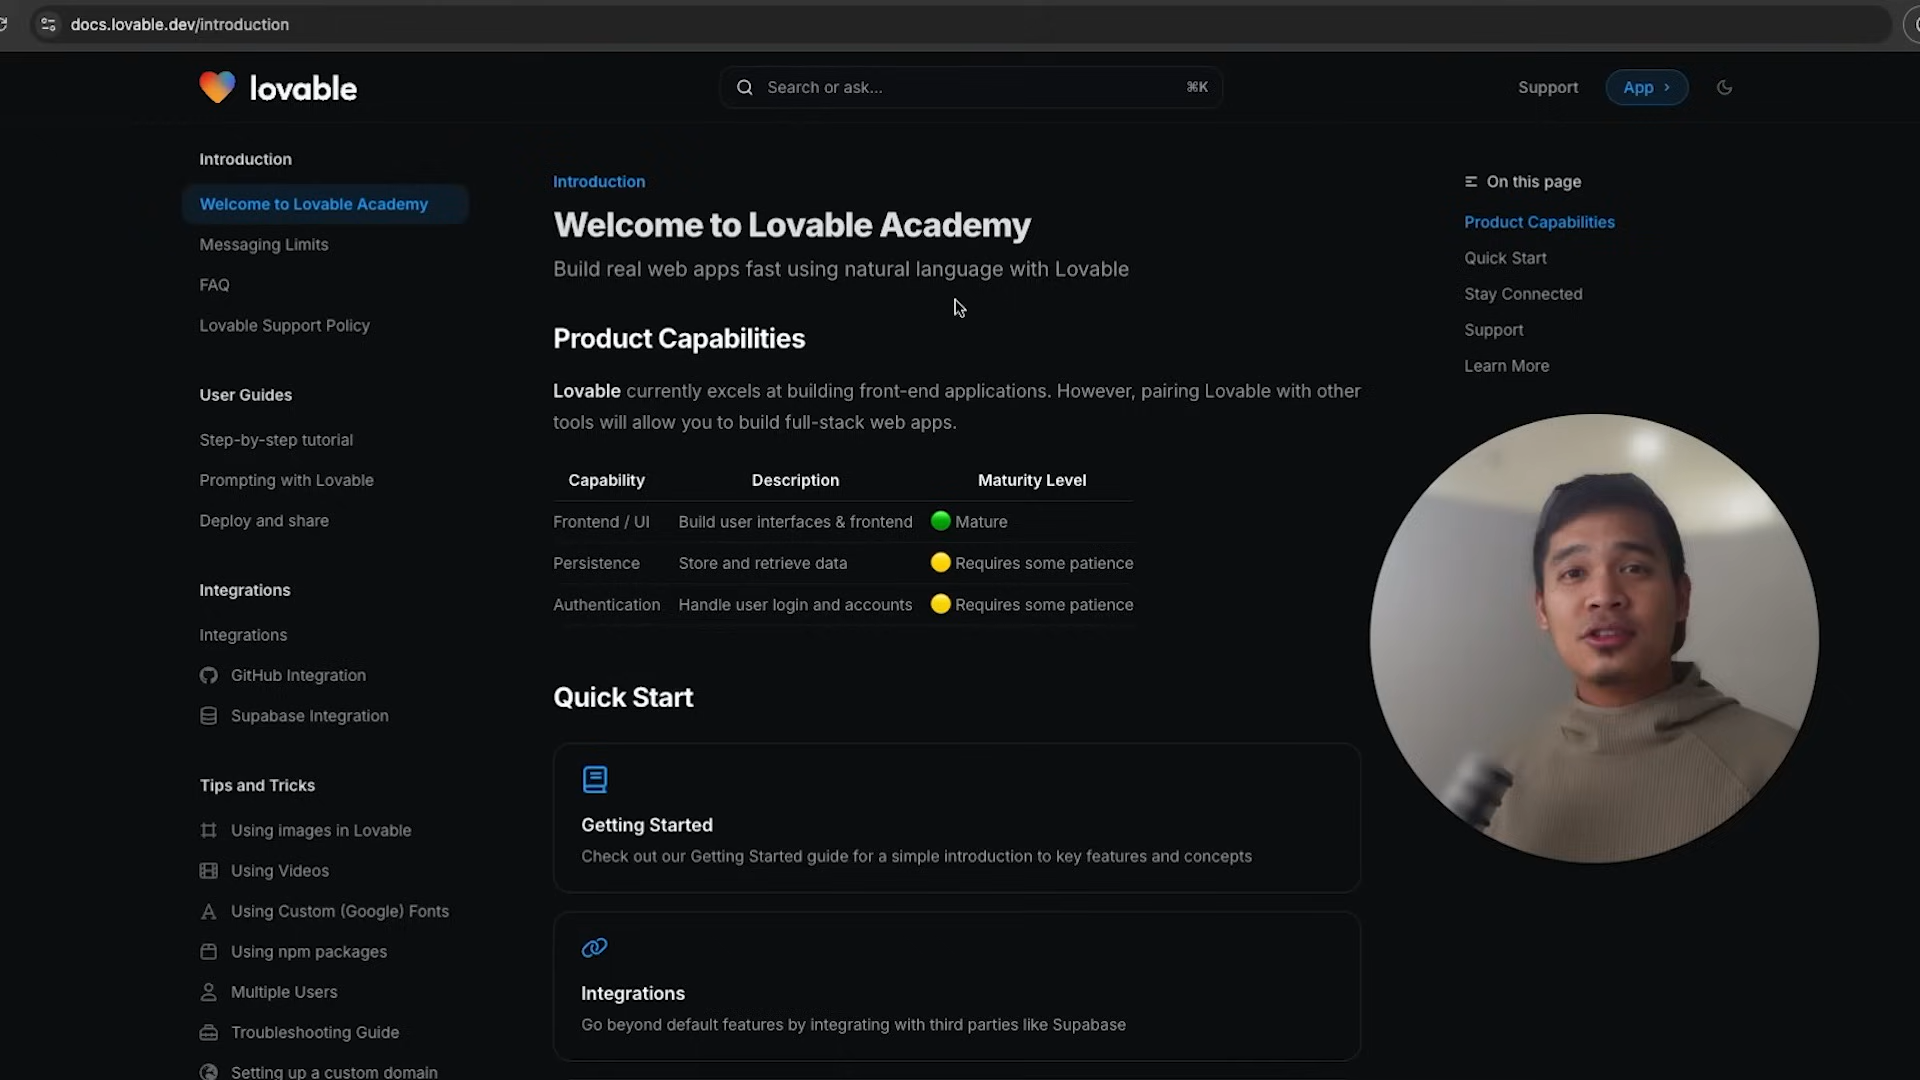 docs.lovable.dev/introduction
lovable
Search or ask...
⌘K
Support
App
Introduction
Welcome to Lovable Academy
Messaging Limits
FAQ
Lovable Support Policy
User Guides
Step-by-step tutorial
Prompting with Lovable
Deploy and share
Integrations
Integrations
GitHub Integration
Supabase Integration
Tips and Tricks
Using images in Lovable
Using Videos
Using Custom (Google) Fonts
Using npm packages
Multiple Users
Troubleshooting Guide
Setting up a custom domain
Introduction
Welcome to Lovable Academy
Build real web apps fast using natural language with Lovable
Product Capabilities
Lovable currently excels at building front-end applications. However, pairing Lovable with other
tools will allow you to build full-stack web apps.
Capability Description Maturity Level
Frontend / UI Build user interfaces & frontend Mature
Persistence Store and retrieve data Requires some patience
Authentication Handle user login and accounts Requires some patience
Quick Start
Getting Started
Check out our Getting Started guide for a simple introduction to key features and concepts
Integrations
Go beyond default features by integrating with third parties like Supabase
On this page
Product Capabilities
Quick Start
Stay Connected
Support
Learn More